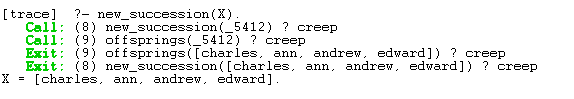 [trace]  ?- new_succession(X).
   Call: (8) new_succession(_5412) ? creep
   Call: (9) offsprings(_5412) ? creep
   Exit: (9) offsprings([charles, ann, andrew, edward]) ? creep
   Exit: (8) new_succession([charles, ann, andrew, edward]) ? creep
X = [charles, ann, andrew, edward].